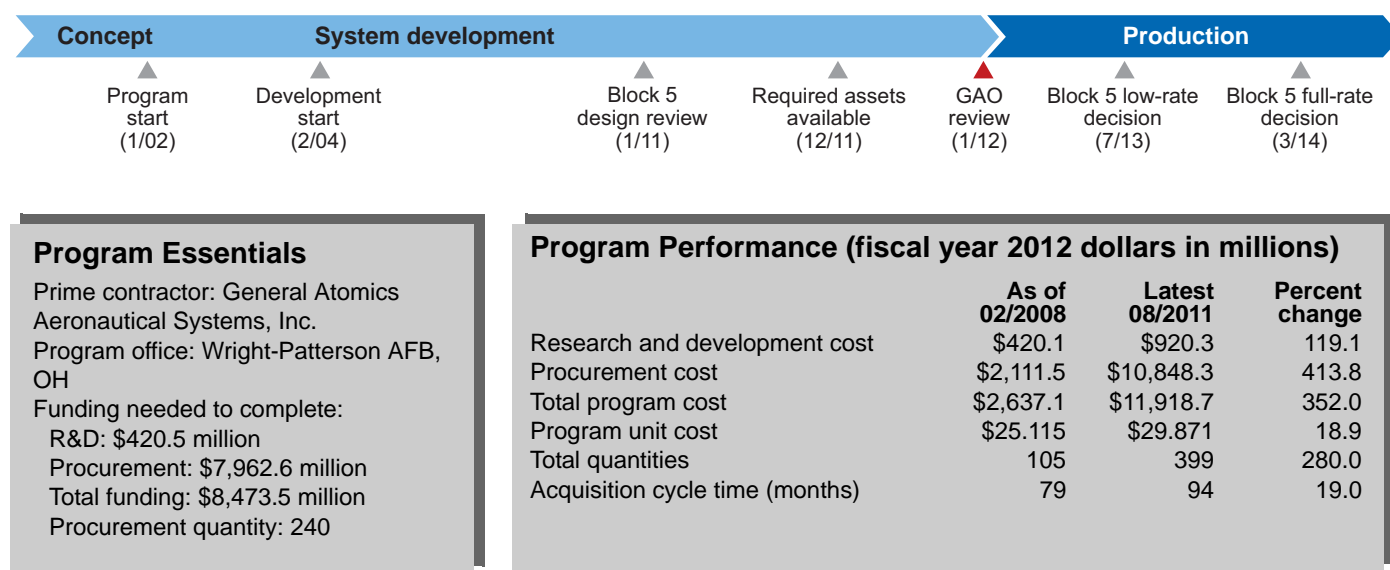 Concept System development Production
Program start (1/02)
Development start (2/04)
Block 5 design review (1/11)
Required assets available (12/11)
GAO review (1/12)
Block 5 low-rate decision (7/13)
Block 5 full-rate decision (3/14)
Program Essentials
Prime contractor: General Atomics
Aeronautical Systems, Inc.
Program office: Wright-Patterson AFB,
OH
Funding needed to complete:
R&D: $420.5 million
Procurement: $7,962.6 million
Total funding: $8,473.5 million
Procurement quantity: 240
Program Performance (fiscal year 2012 dollars in millions)
As of 02/2008 Latest 08/2011 Percent change
Research and development cost $420.1 $920.3 119.1
Procurement cost $2,111.5 $10,848.3 413.8
Total program cost $2,637.1 $11,918.7 352.0
Program unit cost $25.115 $29.871 18.9
Total quantities 105 399 280.0
Acquisition cycle time (months) 79 94 19.0